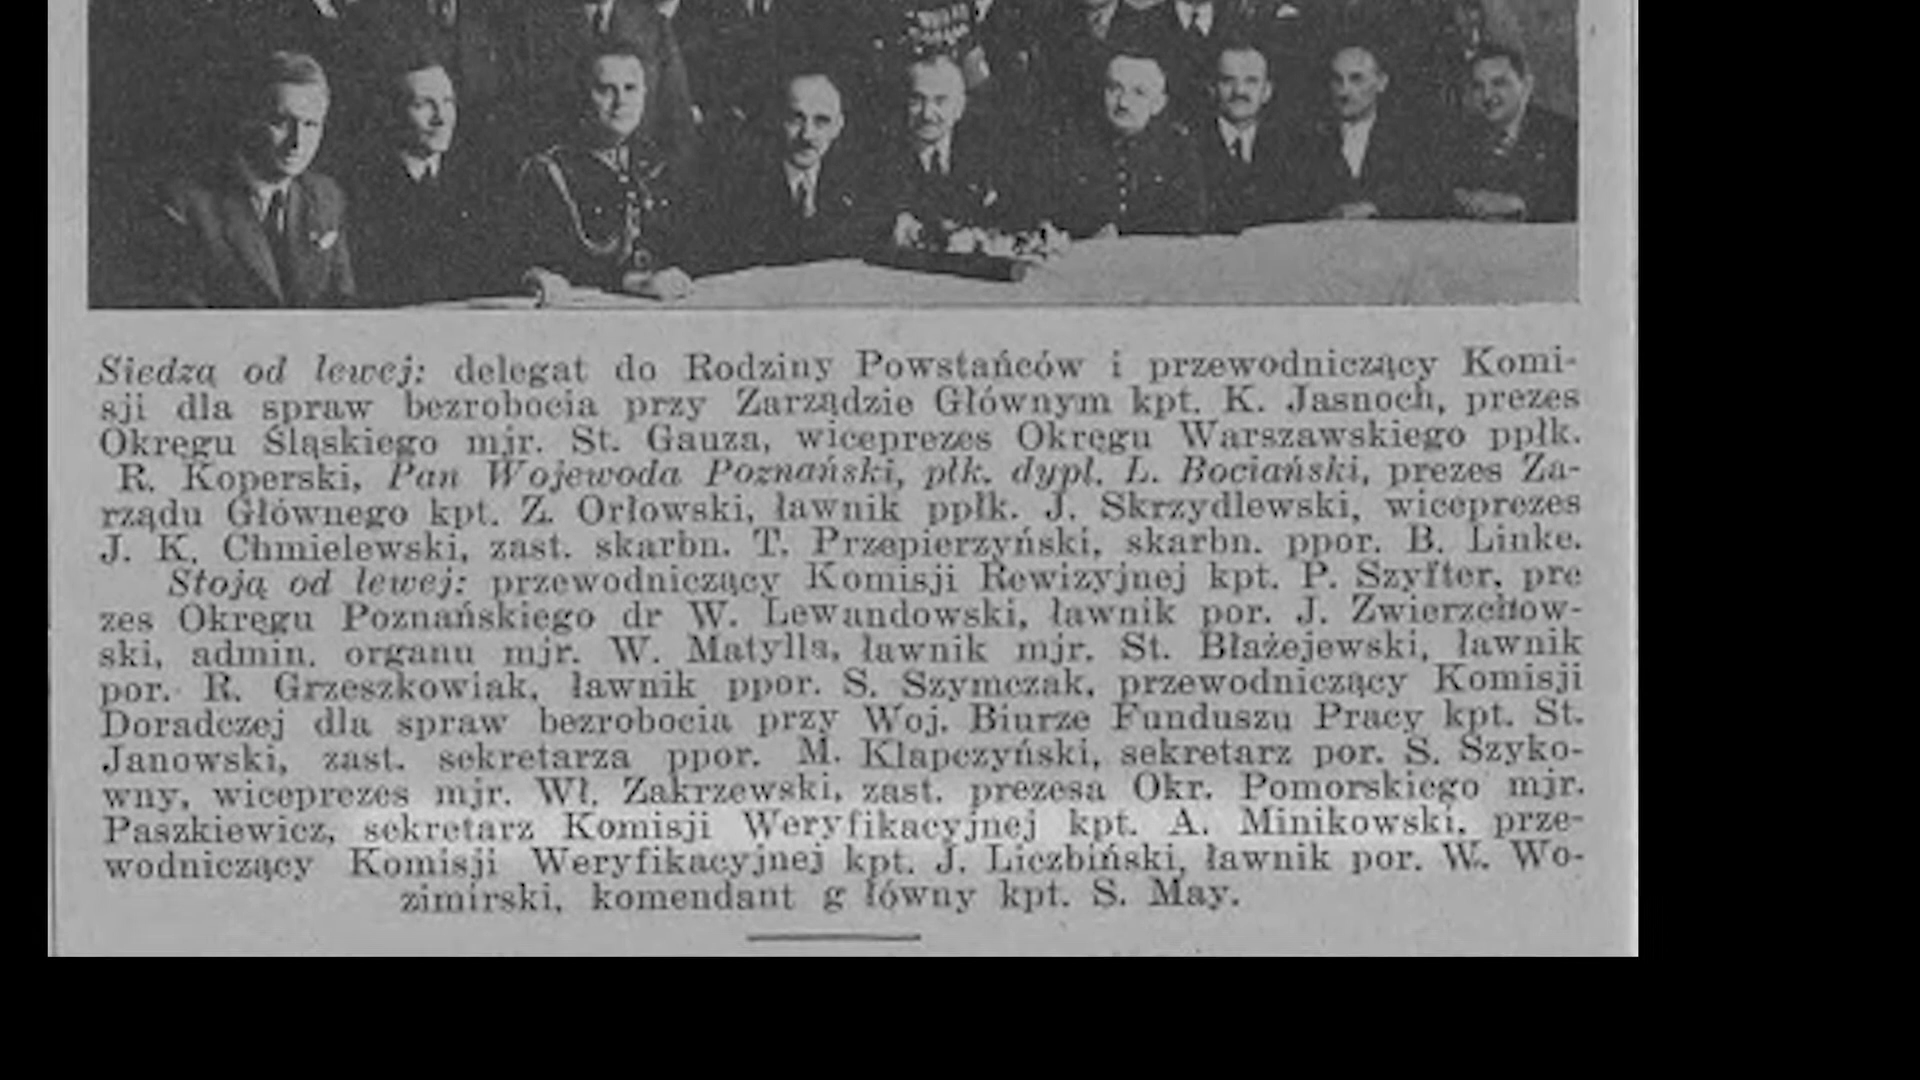 Siedzą od lewej: delegat do Rodziny Powstańców i przewodniczący Komi-
sji dla spraw bezrobocia przy Zarządzie Głównym kpt. K. Jasnoch, prezes
Okręgu Śląskiego mjr. St. Gauza, wiceprezes Okręgu Warszawskiego ppłk.
R. Koperski, Pan Wojewoda Poznański, płk. dypl. L. Bociański, prezes Za-
rządu Głównego kpt. Z. Orłowski, ławnik ppłk. J. Skrzydlewski, wiceprezes
J. K. Chmielewski, zast. skarbn. T. Przepierzyński, skarbn. ppor. B. Linke.
Stoją od lewej: przewodniczący Komisji Rewizyjnej kpt. P. Szyfter, pre
zes Okręgu Poznańskiego dr W. Lewandowski, ławnik por. J. Zwierzchow-
ski, admin. organu mjr. W. Matylla, ławnik mjr. St. Błażejewski, ławnik
por. R. Grzeszkowiak, ławnik ppor. S. Szymczak, przewodniczący Komisji
Doradczej dla spraw bezrobocia przy Woj. Biurze Funduszu Pracy kpt. St.
Janowski, zast. sekretarza ppor. M. Klapczyński, sekretarz por. S. Szyko-
wny, wiceprezes mjr. Wł. Zakrzewski, zast. prezesa Okr. Pomorskiego mjr.
Paszkiewicz, sekretarz Komisji Weryfikacyjnej kpt. A. Minikowski, prze-
wodniczący Komisji Weryfikacyjnej kpt. J. Liczbiński, ławnik por. W. Wo-
zimirski, komendant g łówny kpt. S. May.